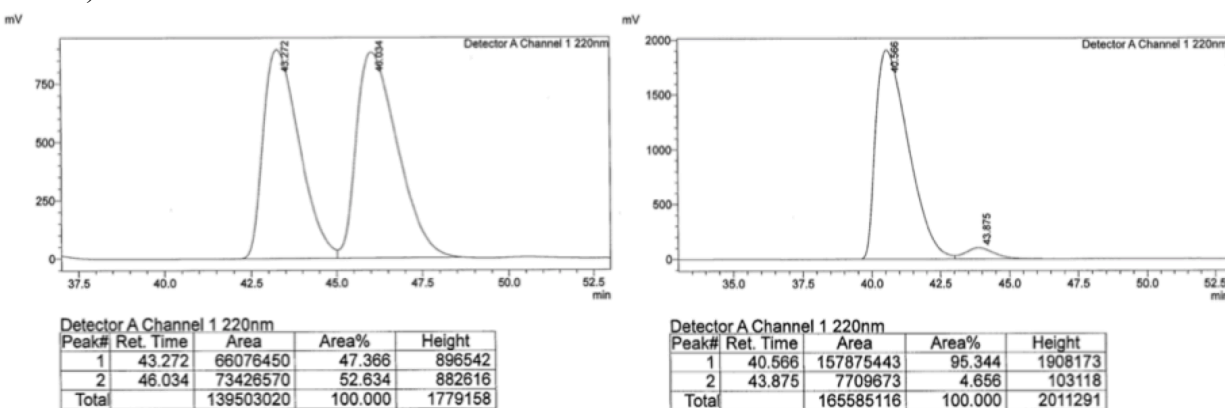 mV
Detector A Channel 1 220nm
43.272
46.034
750
500
250
0
37.5 40.0 42.5 45.0 47.5 50.0 52.5
min
Detector A Channel 1 220nm
Peak# Ret. Time Area Area% Height
1 43.272 66076450 47.366 896542
2 46.034 73426570 52.634 882616
Total 139503020 100.000 1779158
mV
2000
Detector A Channel 1 220nm
40.566
43.875
1500
1000
500
0
35.0 37.5 40.0 42.5 45.0 47.5 50.0 52.5
min
Detector A Channel 1 220nm
Peak# Ret. Time Area Area% Height
1 40.566 157875443 95.344 1908173
2 43.875 7709673 4.656 103118
Total 165585116 100.000 2011291